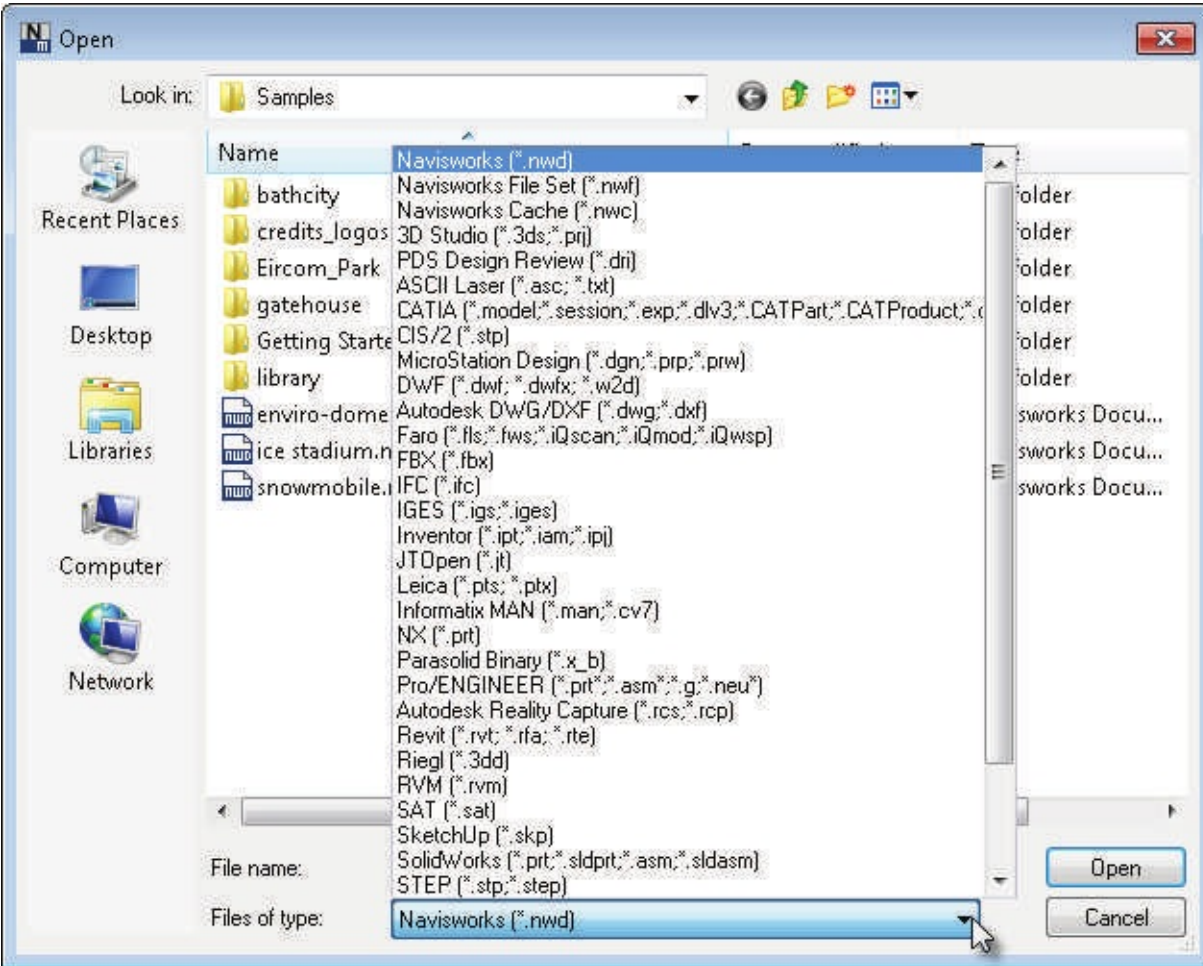 Open
Look in: Samples
Name
bathcity
credits_logos
Eircom_Park
gatehouse
Getting Starte
library
enviro-dome
ice stadium.n
snowmobile.
Recent Places
Desktop
Libraries
Computer
Network
Navisworks (*.nwd)
Navisworks File Set (*.nwf)
Navisworks Cache (*.nwc)
3D Studio (*.3ds;*.prj)
PDS Design Review (*.dri)
ASCII Laser (*.asc; *.txt)
CATIA (*.model;*.session;*.exp;*.dlv3;*.CATPart;*.CATProduct;*.c
CIS/2 (*.stp)
MicroStation Design (*.dgn;*.prp;*.prw)
DWF (*.dwf; *.dwfx; *.w2d)
Autodesk DWG/DXF (*.dwg;*.dxf)
Faro (*.fls;*.fws;*.iQscan;*.iQmod;*.iQwsp)
FBX (*.fbx)
IFC (*.ifc)
IGES (*.igs;*.iges)
Inventor (*.ipt;*.iam;*.ipj)
JTOpen (*.jt)
Leica (*.pts; *.ptx)
Informatix MAN (*.man;*.cv7)
NX (*.prt)
Parasolid Binary (*.x_b)
Pro/ENGINEER (*.prt*;*.asm*;*.g;*.neu*)
Autodesk Reality Capture (*.rcs;*.rcp)
Revit (*.rvt; *.rfa; *.rte)
Riegl (*.3dd)
RVM (*.rvm)
SAT (*.sat)
SketchUp (*.skp)
SolidWorks (*.prt;*.sldprt;*.asm;*.sldasm)
STEP (*.stp;*.step)
older
older
older
older
older
older
sworks Docu...
sworks Docu...
sworks Docu...
File name:
Open
Files of type: Navisworks (*.nwd)
Cancel